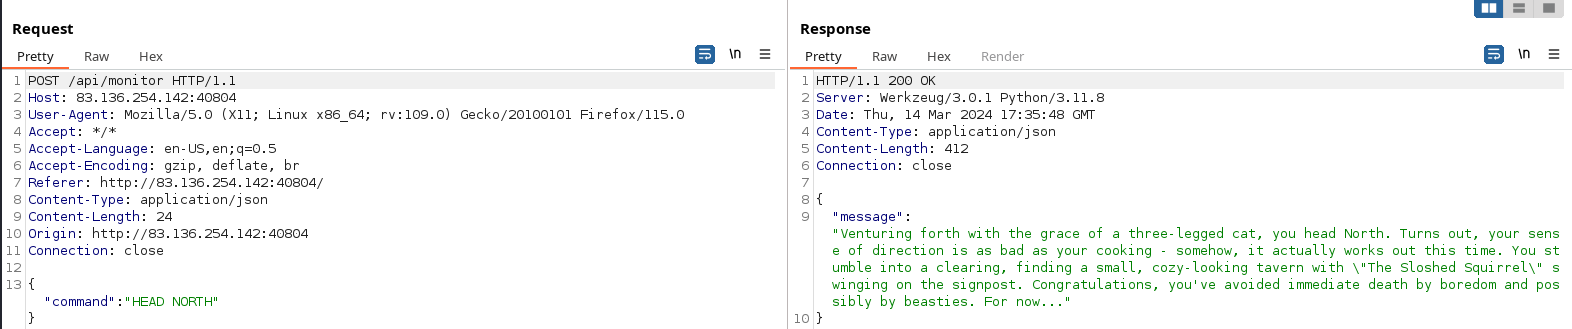 Request
Pretty Raw Hex
\n
1 POST /api/monitor HTTP/1.1
2 Host: 83.136.254.142:40804
3 User-Agent: Mozilla/5.0 (X11; Linux x86_64; rv:109.0) Gecko/20100101 Firefox/115.0
4 Accept: */*
5 Accept-Language: en-US,en;q=0.5
6 Accept-Encoding: gzip, deflate, br
7 Referer: http://83.136.254.142:40804/
8 Content-Type: application/json
9 Content-Length: 24
10 Origin: http://83.136.254.142:40804
11 Connection: close
12
13 {
"command":"HEAD NORTH"
}
Response
Pretty Raw Hex Render
\n
1 HTTP/1.1 200 OK
2 Server: Werkzeug/3.0.1 Python/3.11.8
3 Date: Thu, 14 Mar 2024 17:35:48 GMT
4 Content-Type: application/json
5 Content-Length: 412
6 Connection: close
7
8 {
9 "message":
"Venturing forth with the grace of a three-legged cat, you head North. Turns out, your sens
e of direction is as bad as your cooking - somehow, it actually works out this time. You st
umble into a clearing, finding a small, cozy-looking tavern with \"The Sloshed Squirrel\" s
winging on the signpost. Congratulations, you've avoided immediate death by boredom and pos
sibly by beasties. For now..."
10 }